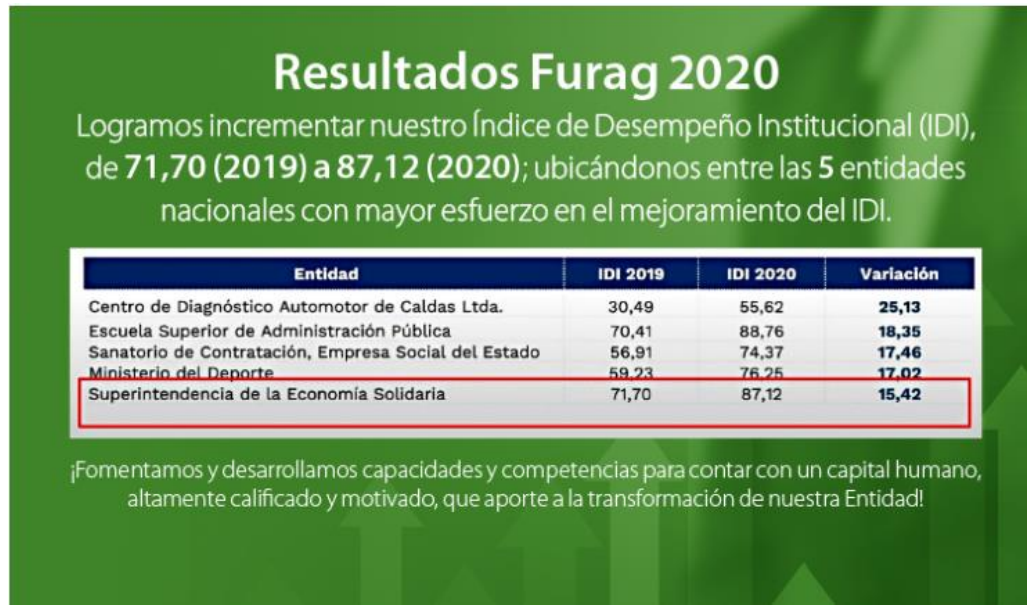 Resultados Furag 2020
Logramos incrementar nuestro Índice de Desempeño Institucional (IDI),
de 71,70 (2019) a 87,12 (2020); ubicándonos entre las 5 entidades
nacionales con mayor esfuerzo en el mejoramiento del IDI.
Entidad IDI 2019 IDI 2020 Variación
Centro de Diagnóstico Automotor de Caldas Ltda. 30,49 55,62 25,13
Escuela Superior de Administración Pública 70,41 88,76 18,35
Sanatorio de Contratación, Empresa Social del Estado 56,91 74,37 17,46
Ministerio del Deporte 59,23 76,25 17,02
Superintendencia de la Economía Solidaria 71,70 87,12 15,42
¡Fomentamos y desarrollamos capacidades y competencias para contar con un capital humano,
altamente calificado y motivado, que aporte a la transformación de nuestra Entidad!